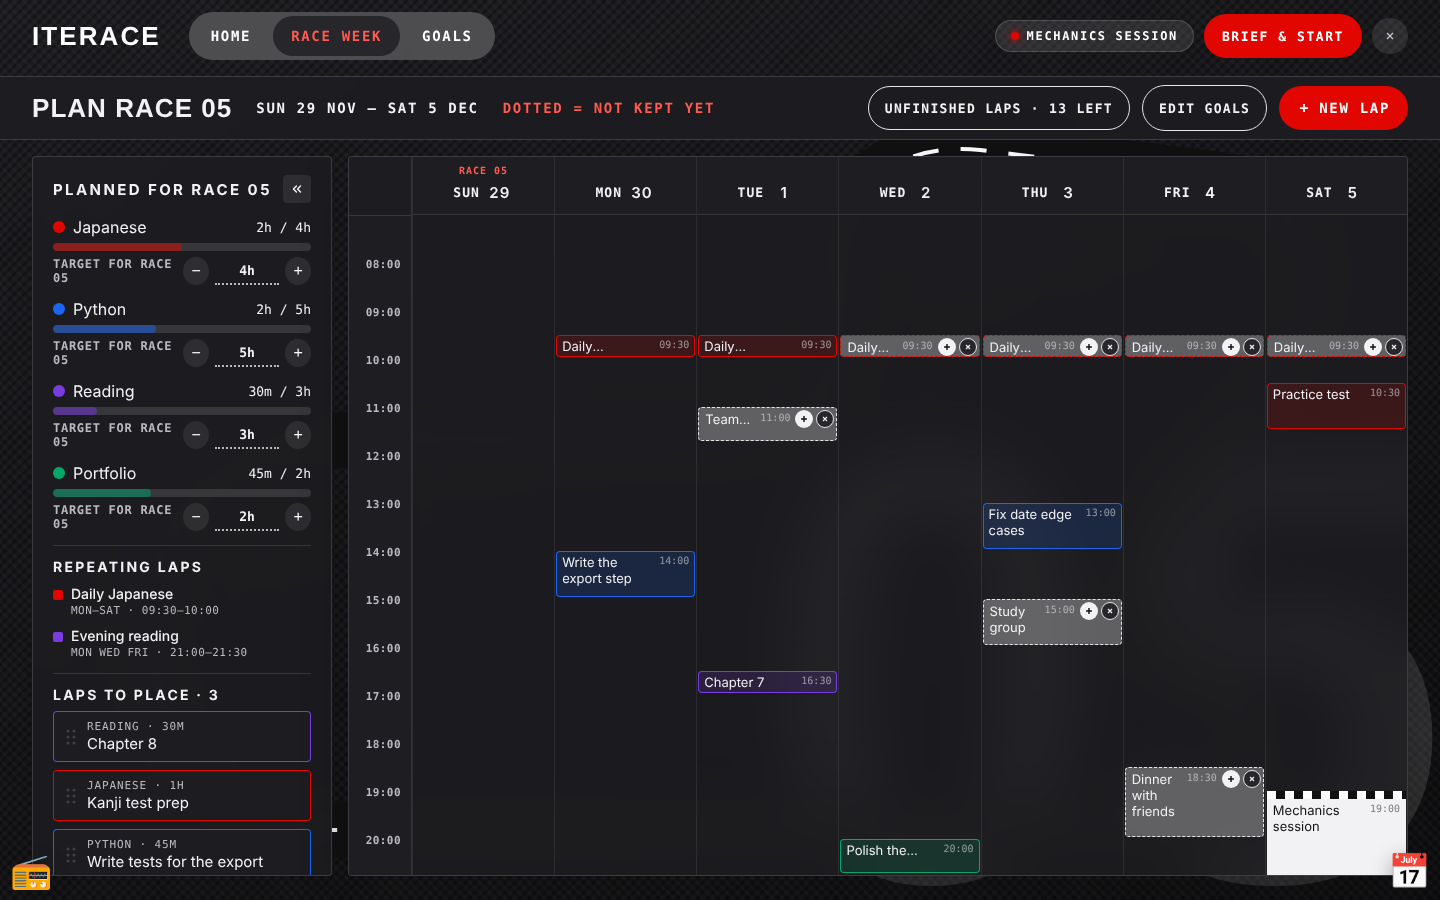 ITERACE
HOME
RACE WEEK
GOALS
MECHANICS SESSION
BRIEF & START
×
PLAN RACE 05
SUN 29 NOV – SAT 5 DEC
DOTTED = NOT KEPT YET
UNFINISHED LAPS · 13 LEFT
EDIT GOALS
+ NEW LAP
PLANNED FOR RACE 05
«
Japanese
2h / 4h
TARGET FOR RACE
05
−
4h
+
Python
2h / 5h
TARGET FOR RACE
05
−
5h
+
Reading
30m / 3h
TARGET FOR RACE
05
−
3h
+
Portfolio
45m / 2h
TARGET FOR RACE
05
−
2h
+
REPEATING LAPS
Daily Japanese
MON–SAT · 09:30–10:00
Evening reading
MON WED FRI · 21:00–21:30
LAPS TO PLACE · 3
READING · 30M
Chapter 8
JAPANESE · 1H
Kanji test prep
PYTHON · 45M
Write tests for the export
RACE 05
SUN 29
MON 30
TUE 1
WED 2
THU 3
FRI 4
SAT 5
08:00
09:00
10:00
11:00
12:00
13:00
14:00
15:00
16:00
17:00
18:00
19:00
20:00
Daily... 09:30
Daily... 09:30
Daily... 09:30 + ×
Daily... 09:30 + ×
Daily... 09:30 + ×
Daily... 09:30 + ×
Practice test 10:30
Team... 11:00 + ×
Fix date edge 13:00
cases
Write the 14:00
export step
Study 15:00 + ×
group
Chapter 7 16:30
Dinner 18:30 + ×
with
friends
Mechanics 19:00
session
Polish the... 20:00
July
17